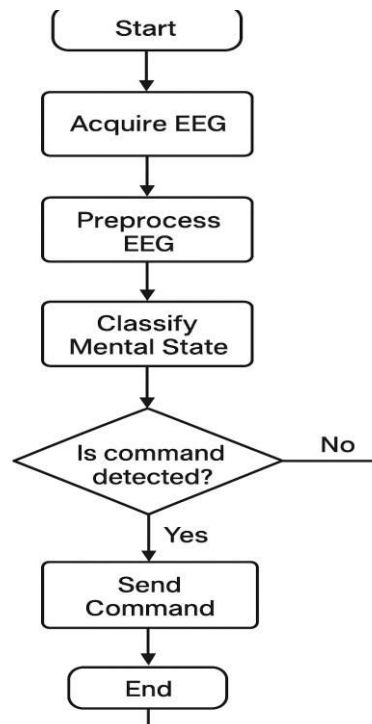 Start
Acquire EEG
Preprocess
EEG
Classify
Mental State
Is command
detected?
No
Yes
Send
Command
End